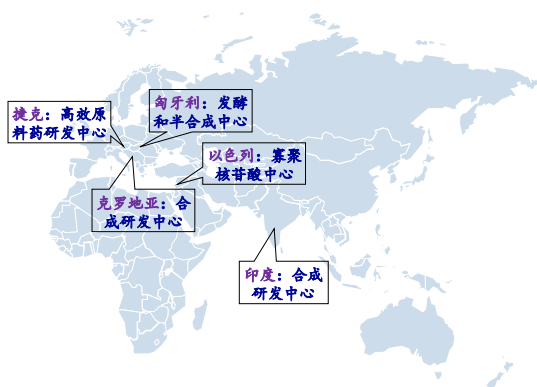 匈牙利：发酵
和半合成中心
捷克：高效原
料药研发中心
以色列：寡聚
核苷酸中心
克罗地亚：合
成研发中心
印度：合成
研发中心